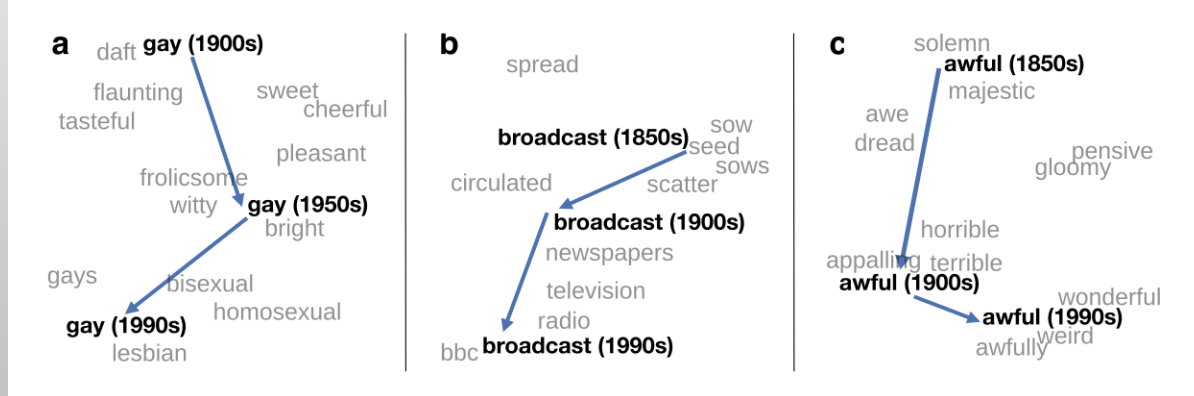 a
daft gay (1900s)
flaunting
sweet
tasteful
cheerful
pleasant
frolicsome
witty
gay (1950s)
bright
gays
bisexual
homosexual
gay (1990s)
lesbian
b
spread
broadcast (1850s)
sow
seed
sows
circulated
scatter
broadcast (1900s)
newspapers
television
radio
bbc broadcast (1990s)
c
solemn
awful (1850s)
majestic
awe
dread
pensive
gloomy
horrible
appalling terrible
awful (1900s)
wonderful
awful (1990s)
weird
awfully